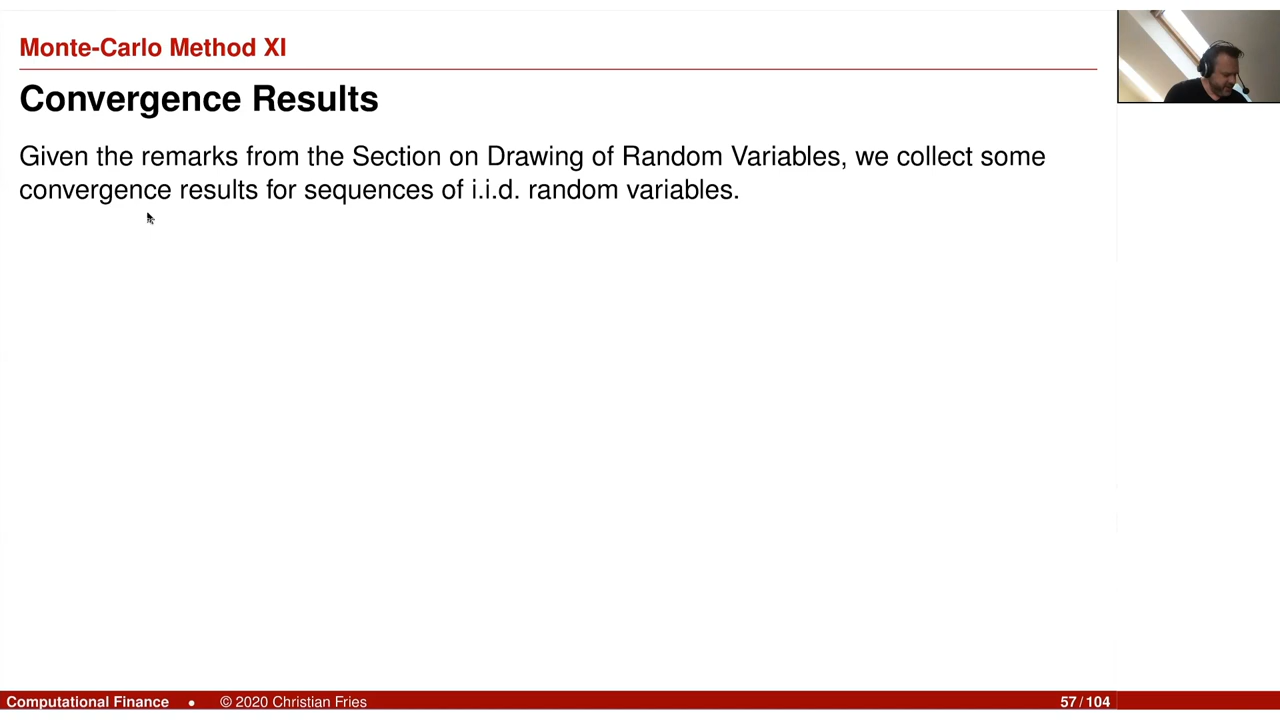 Monte-Carlo Method XI
Convergence Results
Given the remarks from the Section on Drawing of Random Variables, we collect some
convergence results for sequences of i.i.d. random variables.
Computational Finance • © 2020 Christian Fries 57 / 104